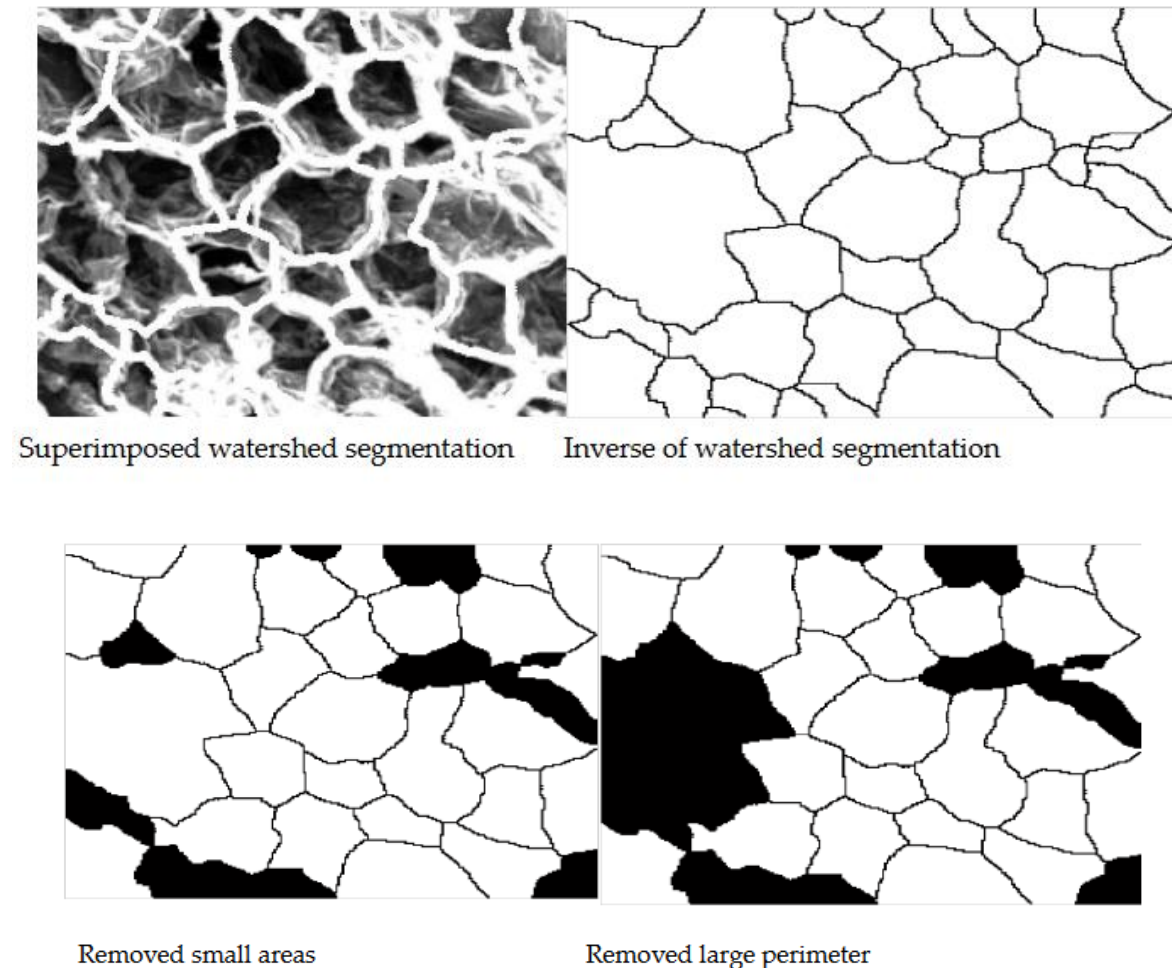 Superimposed watershed segmentation
Inverse of watershed segmentation
Removed small areas
Removed large perimeter